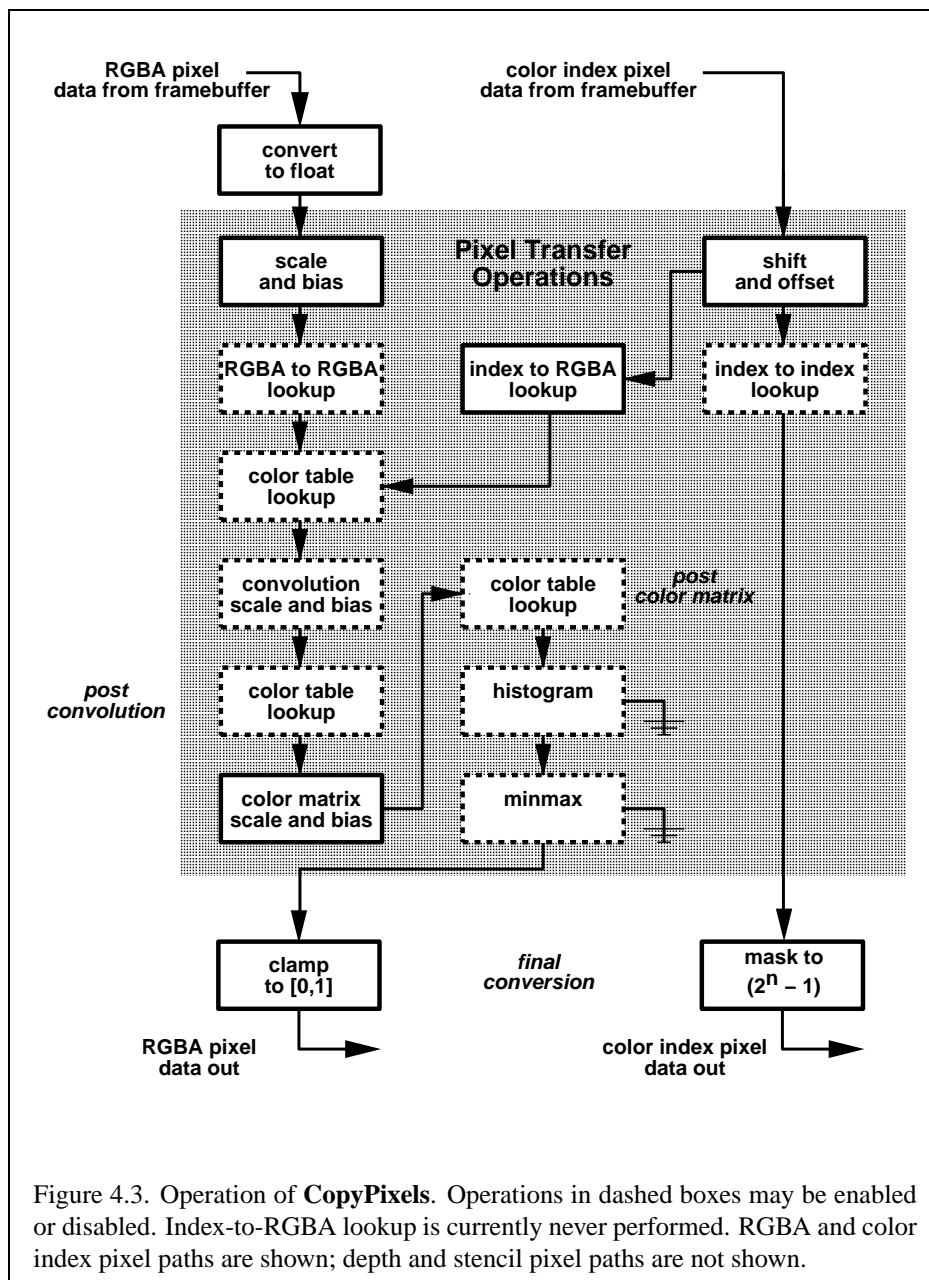 RGBA pixel
data from framebuffer
color index pixel
data from framebuffer
convert
to float
Pixel Transfer
Operations
scale
and bias
shift
and offset
RGBA to RGBA
lookup
index to RGBA
lookup
index to index
lookup
color table
lookup
convolution
scale and bias
color table
lookup
post
color matrix
post
convolution
color table
lookup
histogram
color matrix
scale and bias
minmax
clamp
to [0,1]
final
conversion
mask to
(2^n − 1)
RGBA pixel
data out
color index pixel
data out
Figure 4.3. Operation of CopyPixels. Operations in dashed boxes may be enabled
or disabled. Index-to-RGBA lookup is currently never performed. RGBA and color
index pixel paths are shown; depth and stencil pixel paths are not shown.